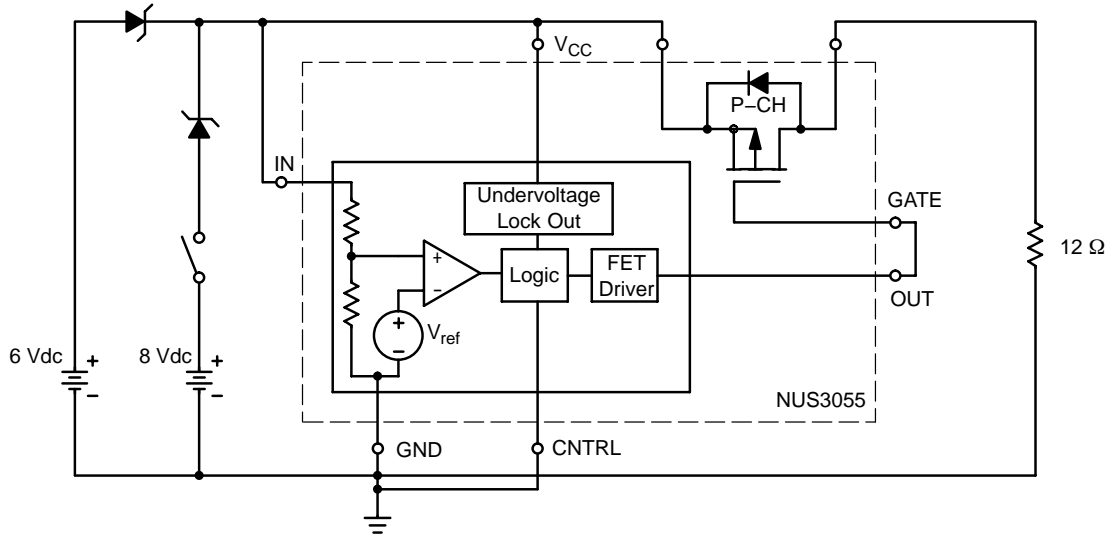 V_CC
P–CH
IN
Undervoltage
Lock Out
GATE
+
–
Logic
FET
Driver
12 Ω
OUT
+
–
V_ref
6 Vdc
+
–
8 Vdc
+
–
NUS3055
GND
CNTRL